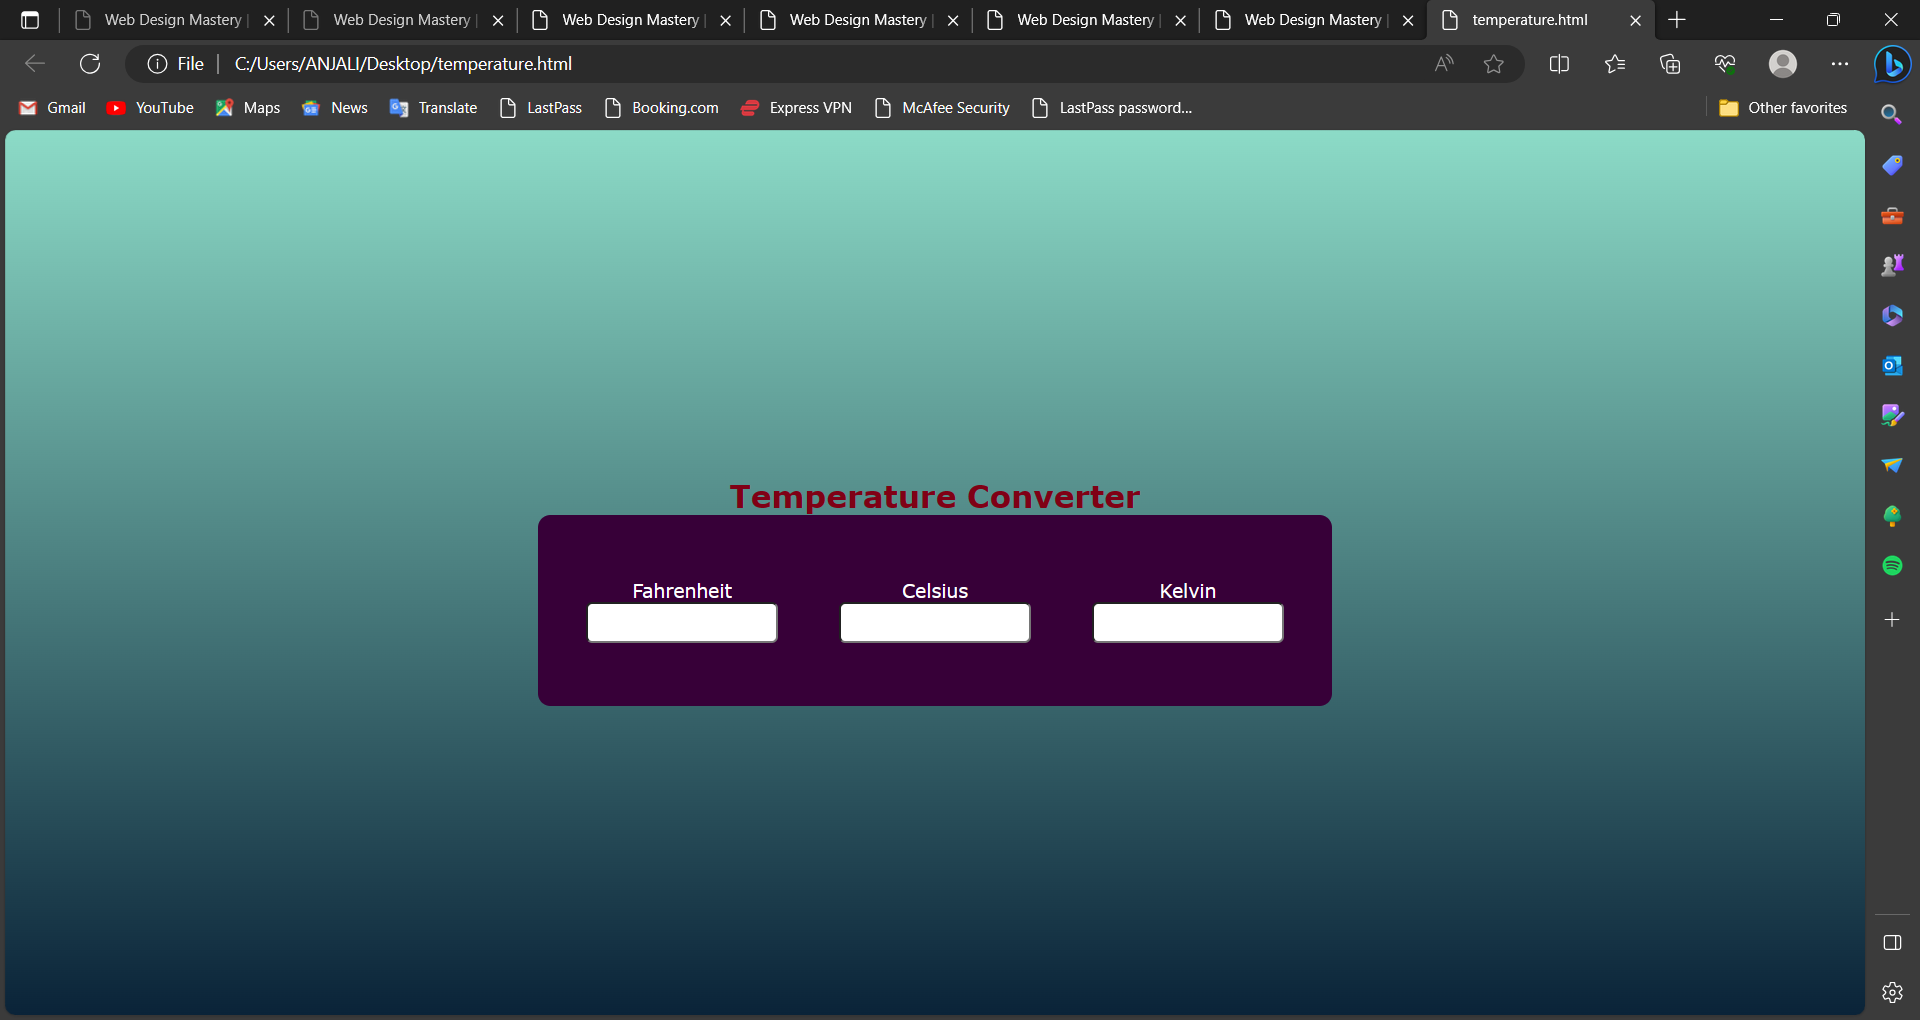 Web Design Mastery Web Design Mastery Web Design Mastery Web Design Mastery Web Design Mastery Web Design Mastery temperature.html
File C:/Users/ANJALI/Desktop/temperature.html
Gmail YouTube Maps News Translate LastPass Booking.com Express VPN McAfee Security LastPass password... Other favorites
Temperature Converter
Fahrenheit Celsius Kelvin